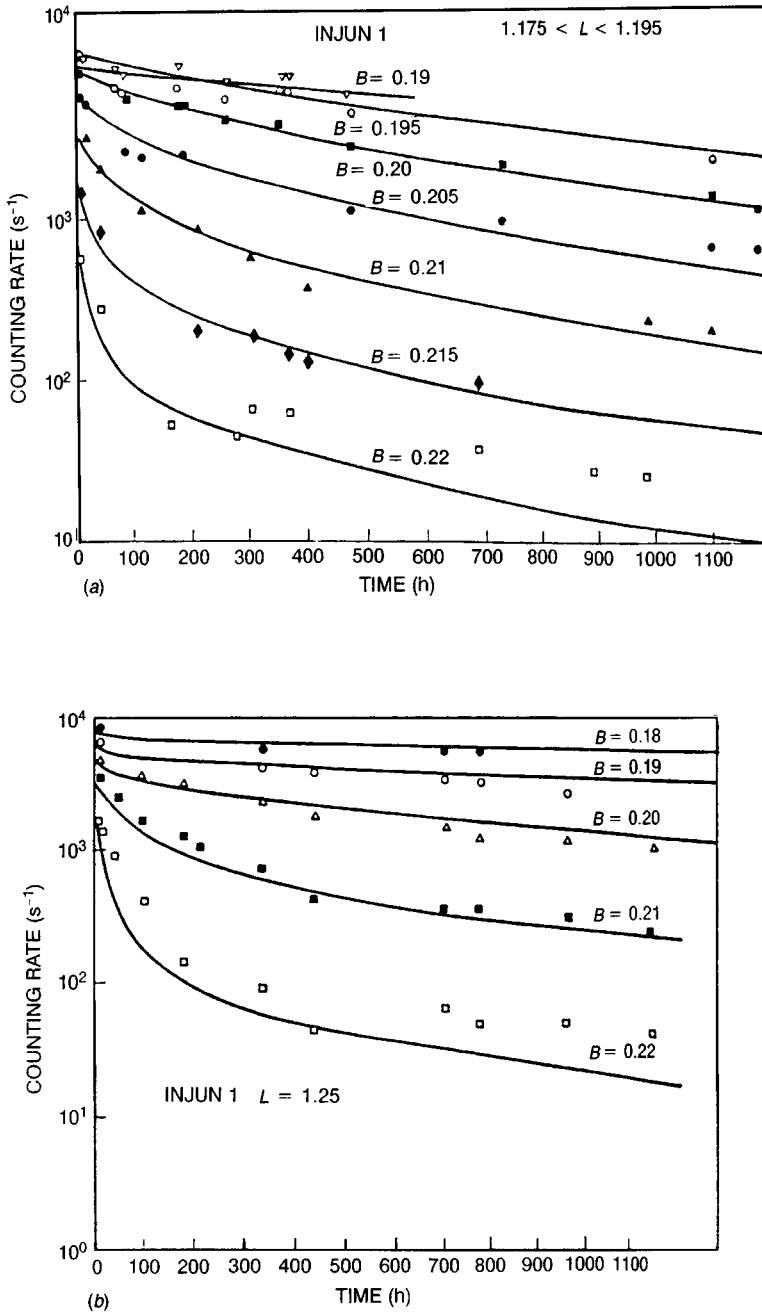 INJUN 1
1.175 < L < 1.195
10⁴
10³
10²
10
COUNTING RATE (s⁻¹)
B = 0.19
B = 0.195
B = 0.20
B = 0.205
B = 0.21
B = 0.215
B = 0.22
0 100 200 300 400 500 600 700 800 900 1000 1100
(a)
TIME (h)
10⁴
10³
10²
10¹
10⁰
COUNTING RATE (s⁻¹)
B = 0.18
B = 0.19
B = 0.20
B = 0.21
B = 0.22
INJUN 1 L = 1.25
0 100 200 300 400 500 600 700 800 900 1000 1100
(b)
TIME (h)